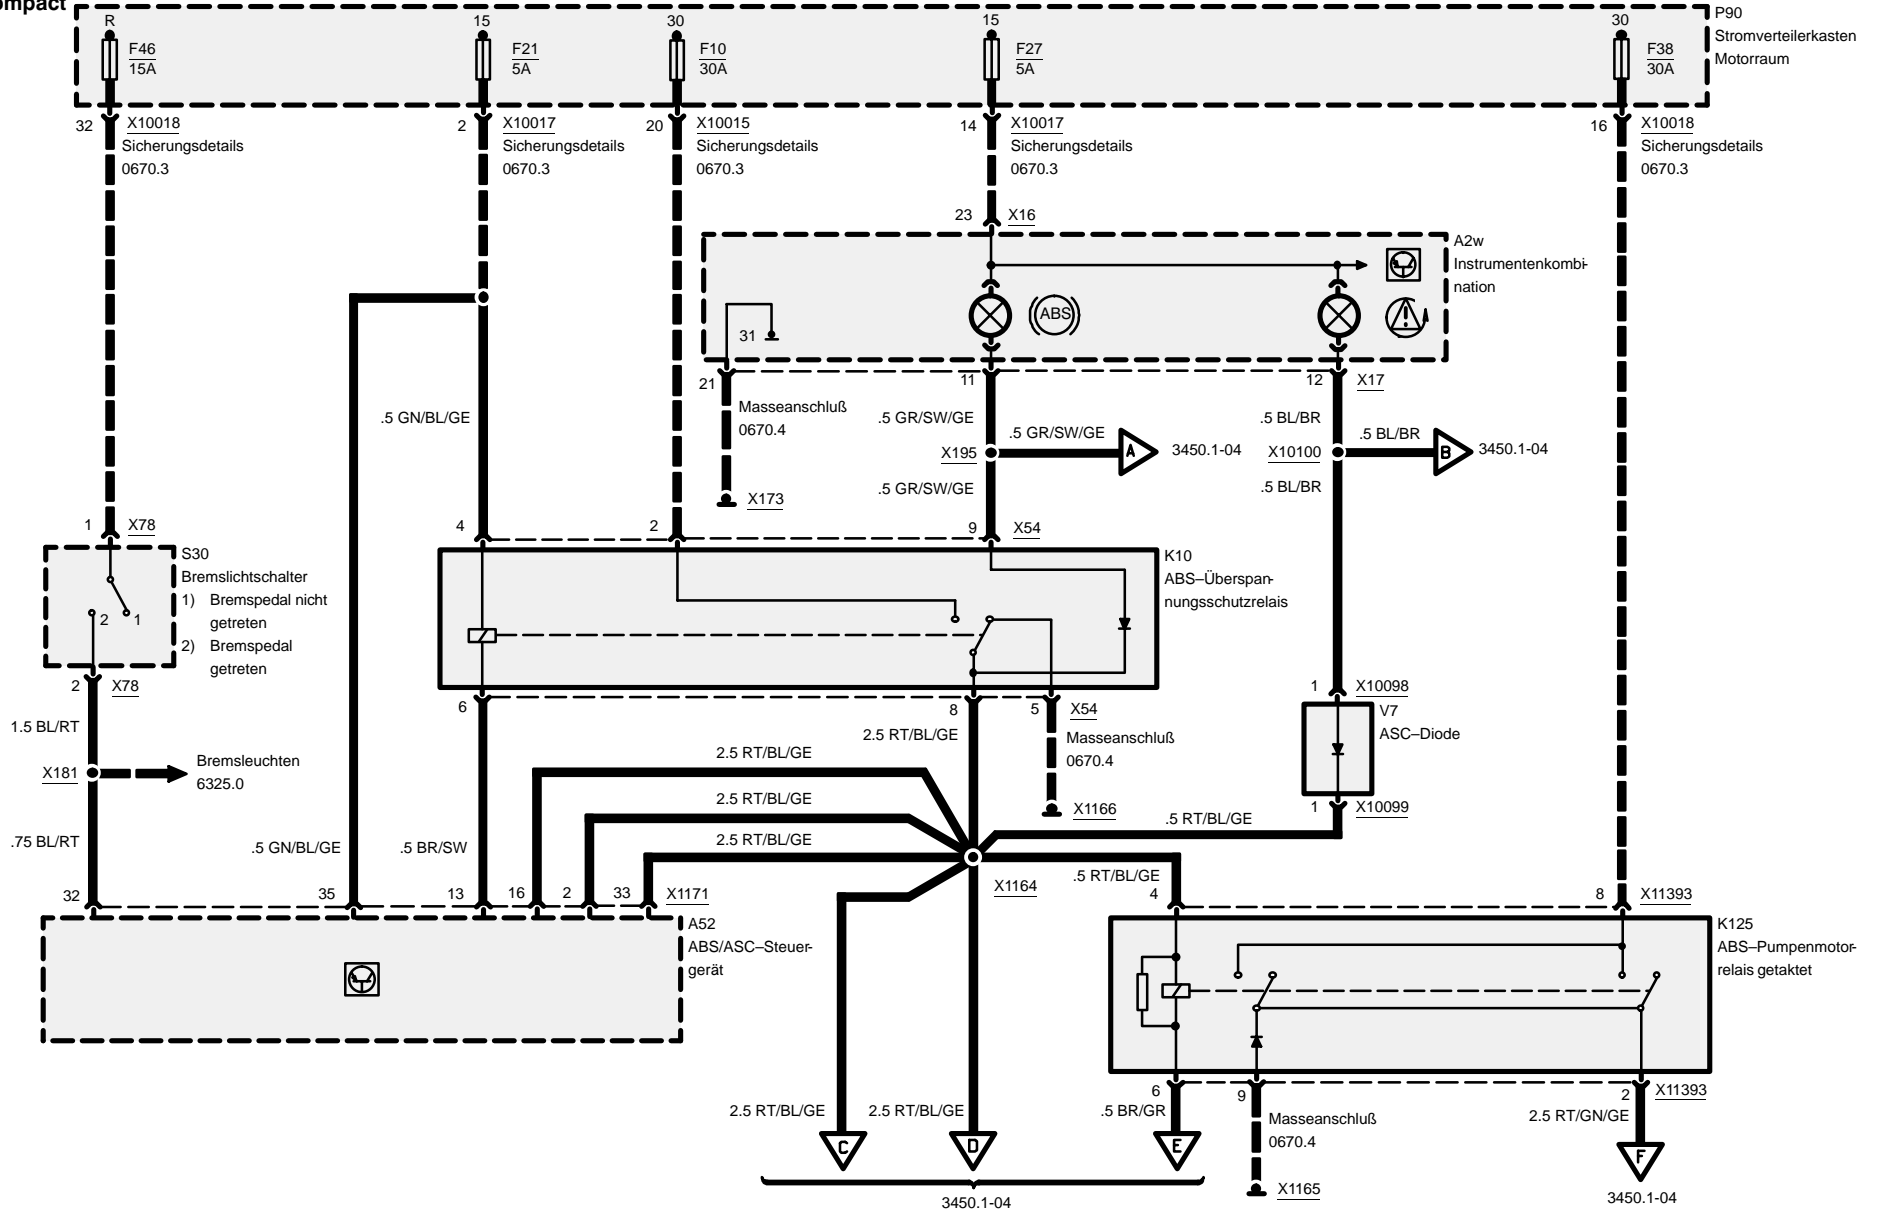 ompact
R
15
30
15
30
P90
Stromverteilerkasten
Motorraum
F46
15A
F21
5A
F10
30A
F27
5A
F38
30A
32
X10018
Sicherungsdetails
0670.3
2
X10017
Sicherungsdetails
0670.3
20
X10015
Sicherungsdetails
0670.3
14
X10017
Sicherungsdetails
0670.3
16
X10018
Sicherungsdetails
0670.3
23
X16
A2w
Instrumentenkombi-
nation
31
ABS
21
11
12
X17
Masseanschluß
0670.4
.5 GN/BL/GE
.5 GR/SW/GE
.5 GR/SW/GE
.5 BL/BR
.5 BL/BR
X195
A
3450.1-04
X10100
B
3450.1-04
.5 GR/SW/GE
.5 BL/BR
X173
1
X78
4
2
9
X54
S30
Bremslichtschalter
1) Bremspedal nicht
getreten
2) Bremspedal
getreten
2
1
K10
ABS–Überspan-
nungsschutzrelais
2
X78
6
8
5
X54
1
X10098
V7
ASC–Diode
1.5 BL/RT
2.5 RT/BL/GE
Masseanschluß
0670.4
X181
Bremsleuchten
6325.0
2.5 RT/BL/GE
2.5 RT/BL/GE
2.5 RT/BL/GE
X1166
1
X10099
.5 RT/BL/GE
.75 BL/RT
.5 GN/BL/GE
.5 BR/SW
X1164
.5 RT/BL/GE
32
35
13
16
2
33
X1171
4
8
X11393
A52
ABS/ASC–Steuer-
gerät
K125
ABS–Pumpenmotor-
relais getaktet
2.5 RT/BL/GE
2.5 RT/BL/GE
6
.5 BR/GR
9
Masseanschluß
0670.4
2
X11393
2.5 RT/GN/GE
C
D
E
F
X1165
3450.1-04
3450.1-04